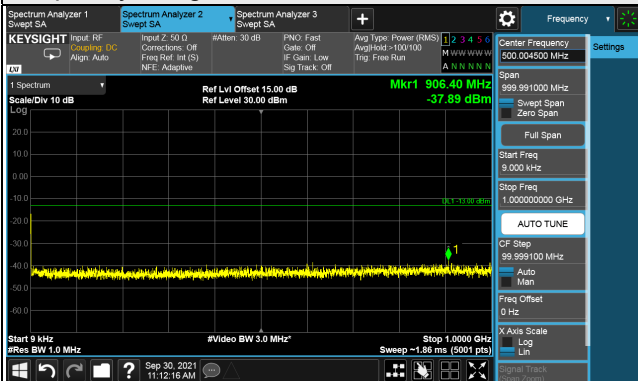 Spectrum Analyzer 1
Swept SA
Spectrum Analyzer 2
Swept SA
Spectrum Analyzer 3
Swept SA
+
Frequency
KEYSIGHT
LXI
Input: RF
Coupling: DC
Align: Auto
Input Z: 50 Ω
Corrections: Off
Freq Ref: Int (S)
NFE: Adaptive
#Atten: 30 dB
PNO: Fast
Gate: Off
IF Gain: Low
Sig Track: Off
Avg Type: Power (RMS)
Avg|Hold:>100/100
Trig: Free Run
1 2 3 4 5 6
M W W W W W
A N N N N N
1 Spectrum
Scale/Div 10 dB
Ref Lvl Offset 15.00 dB
Ref Level 30.00 dBm
Mkr1 906.40 MHz
-37.89 dBm
Log
20.0
10.0
0.00
-10.0
-20.0
-30.0
-40.0
-50.0
-60.0
DL1 -13.00 dBm
1
Start 9 kHz
#Res BW 1.0 MHz
#Video BW 3.0 MHz*
Stop 1.0000 GHz
Sweep ~1.86 ms (5001 pts)
Sep 30, 2021
11:12:16 AM
Center Frequency
500.004500 MHz
Span
999.991000 MHz
Swept Span
Zero Span
Full Span
Start Freq
9.000 kHz
Stop Freq
1.000000000 GHz
AUTO TUNE
CF Step
99.999100 MHz
Auto
Man
Freq Offset
0 Hz
X Axis Scale
Log
Lin
Signal Track
(Span Zoom)
Settings